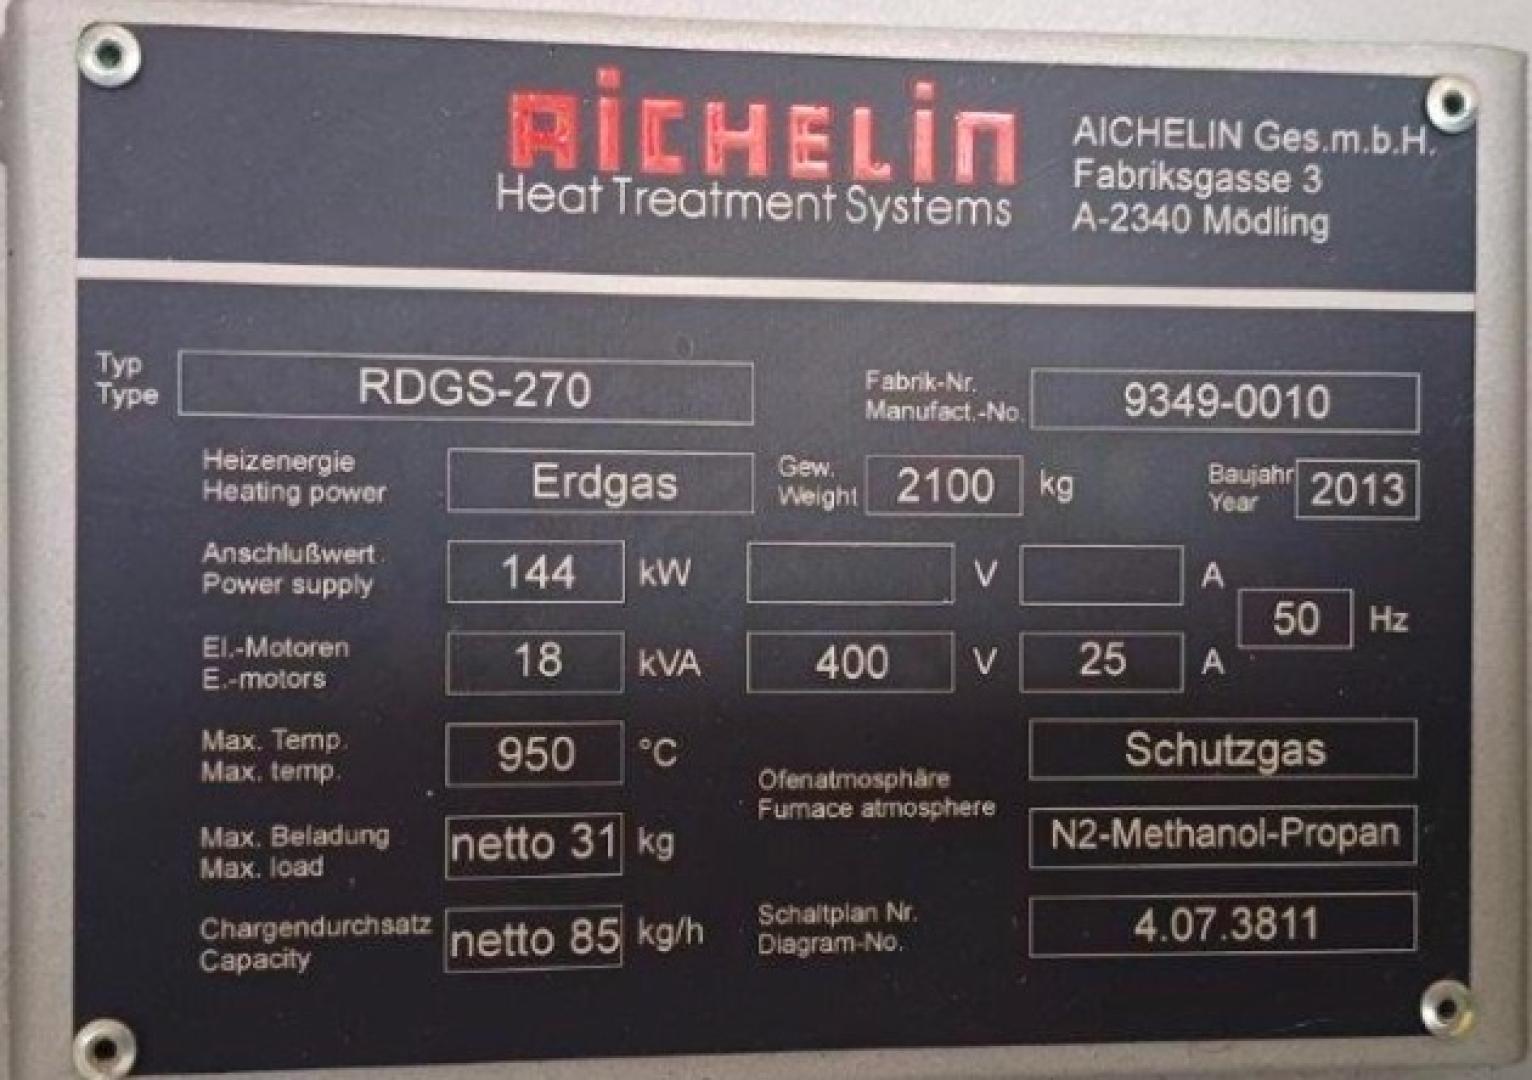 AICHELIN
Heat Treatment Systems
AICHELIN Ges.m.b.H.
Fabriksgasse 3
A-2340 Mödling
Typ
Type
RDGS-270
Fabrik-Nr.
Manufact.-No.
9349-0010
Heizenergie
Heating power
Erdgas
Gew.
Weight
2100 kg
Baujahr
Year
2013
Anschlußwert
Power supply
144 kW
V
A
50 Hz
El.-Motoren
E.-motors
18 kVA
400 V
25 A
Max. Temp.
Max. temp.
950 °C
Ofenatmosphäre
Furnace atmosphere
Schutzgas
N2-Methanol-Propan
Max. Beladung
Max. load
netto 31 kg
Chargendurchsatz
Capacity
netto 85 kg/h
Schaltplan Nr.
Diagram-No.
4.07.3811